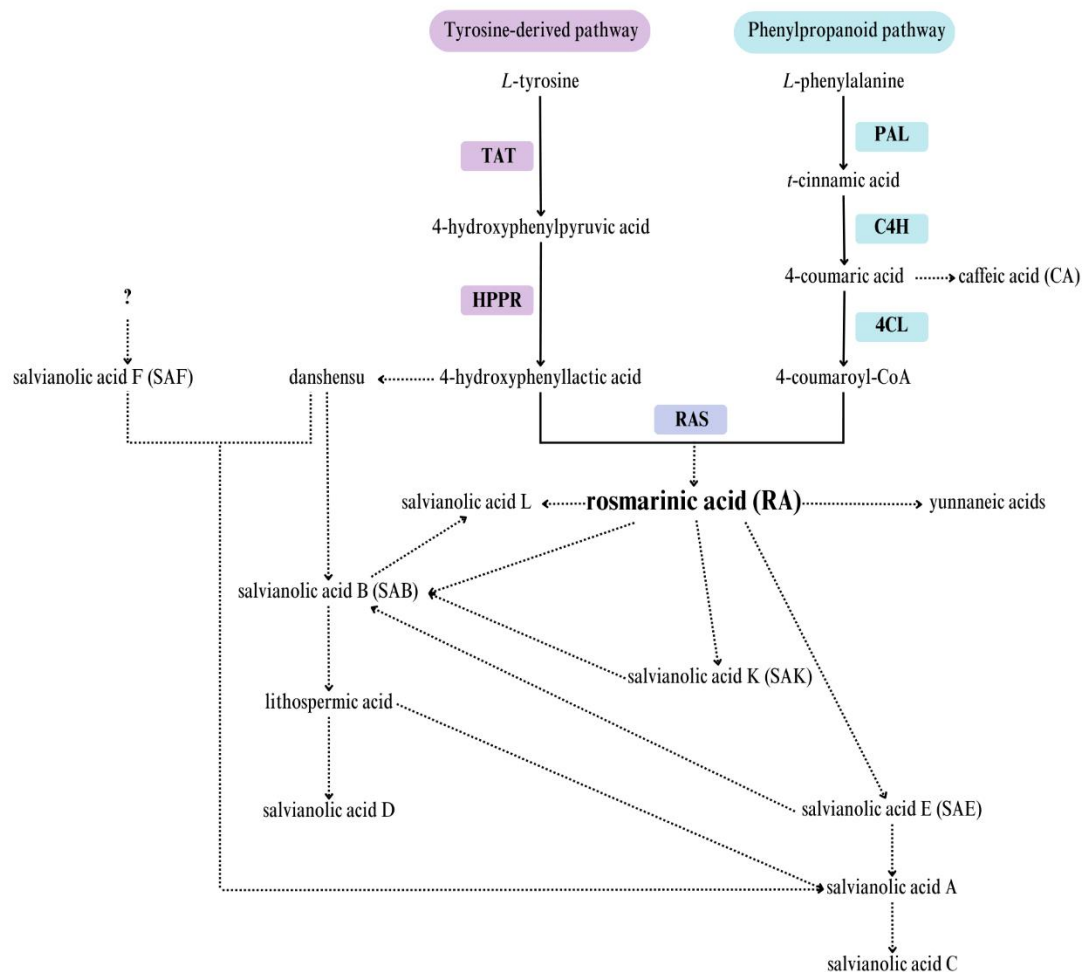 Tyrosine-derived pathway
Phenylpropanoid pathway
L-tyrosine
L-phenylalanine
TAT
PAL
t-cinnamic acid
4-hydroxyphenylpyruvic acid
C4H
4-coumaric acid
caffeic acid (CA)
?
HPPR
4CL
salvianolic acid F (SAF)
danshensu
4-hydroxyphenyllactic acid
4-coumaroyl-CoA
RAS
salvianolic acid L
rosmarinic acid (RA)
yunnaneic acids
salvianolic acid B (SAB)
salvianolic acid K (SAK)
lithospermic acid
salvianolic acid D
salvianolic acid E (SAE)
salvianolic acid A
salvianolic acid C